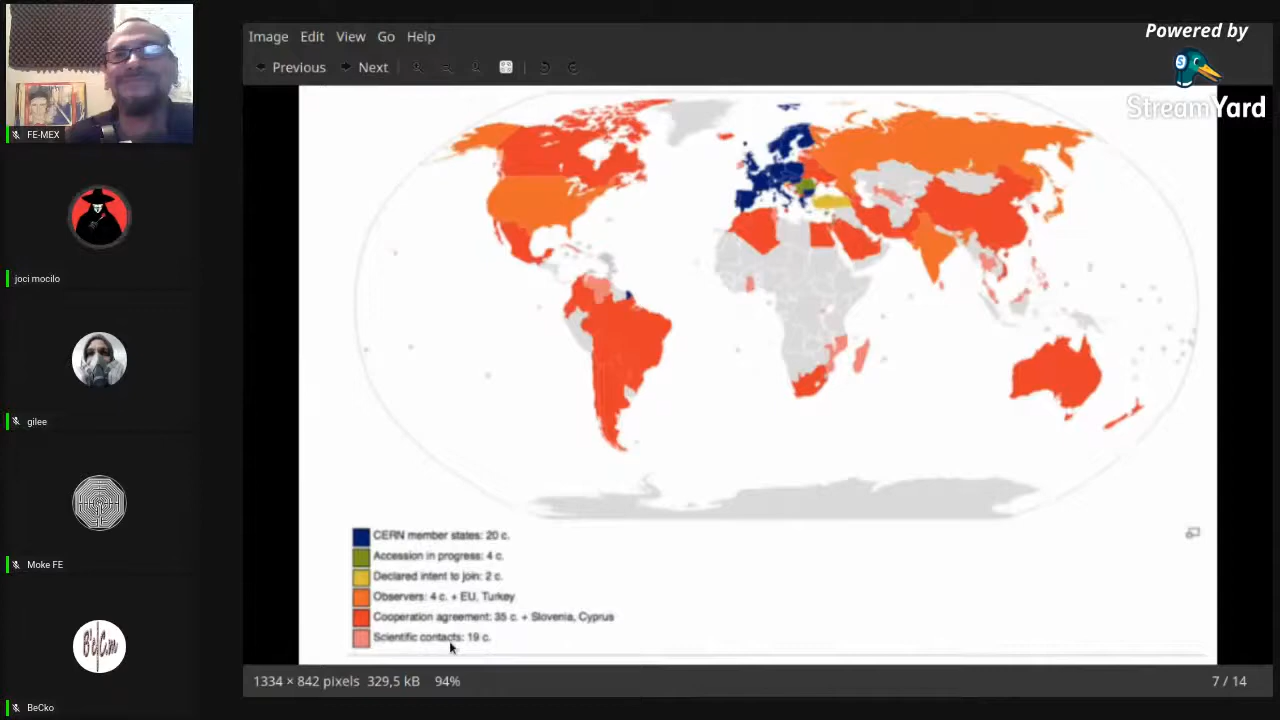 Powered by
StreamYard
Image Edit View Go Help
Previous Next
FE-MEX
joci mocilo
gilee
Moke FE
B'eCm
BeCko
CERN member states: 20 c.
Accession in progress: 4 c.
Declared intent to join: 2 c.
Observers: 4 c. + EU, Turkey
Cooperation agreement: 35 c. + Slovenia, Cyprus
Scientific contacts: 19 c.
1334 × 842 pixels 329,5 kB 94%
7 / 14